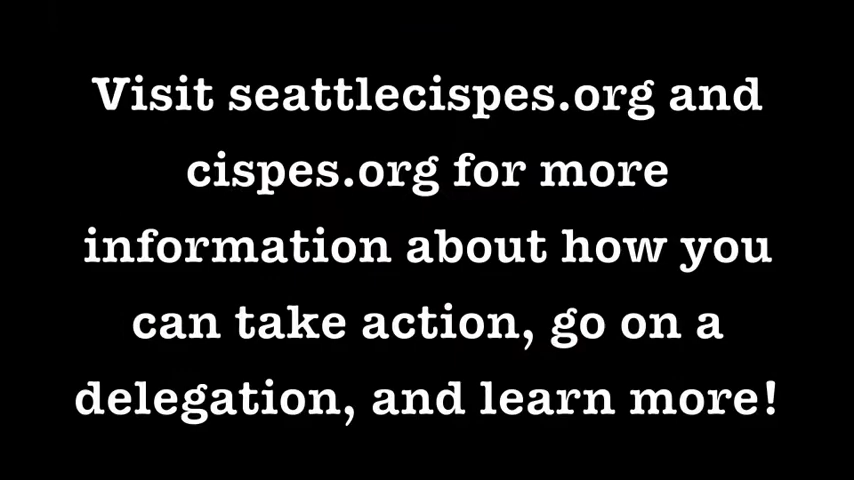 Visit seattlecispes.org and
cispes.org for more
information about how you
can take action, go on a
delegation, and learn more!